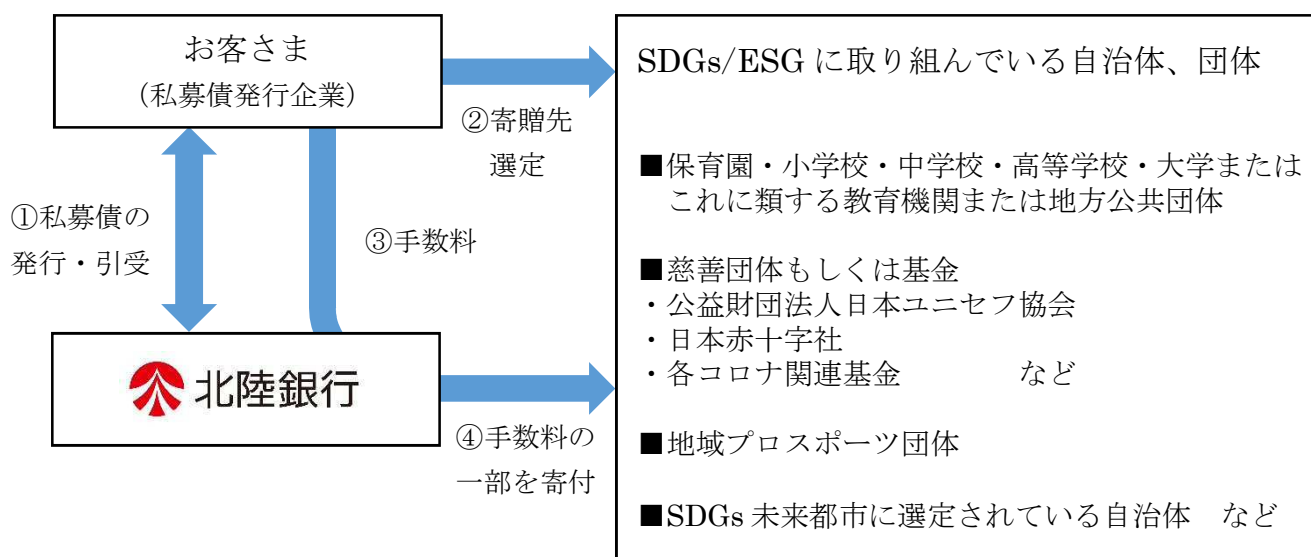 お客さま
（私募債発行企業）
①私募債の
発行・引受
②寄贈先
選定
③手数料
北陸銀行
④手数料の
一部を寄付
SDGs/ESG に取り組んでいる自治体、団体
■保育園・小学校・中学校・高等学校・大学または
これに類する教育機関または地方公共団体
■慈善団体もしくは基金
・公益財団法人日本ユニセフ協会
・日本赤十字社
・各コロナ関連基金　　　　など
■地域プロスポーツ団体
■SDGs 未来都市に選定されている自治体　など